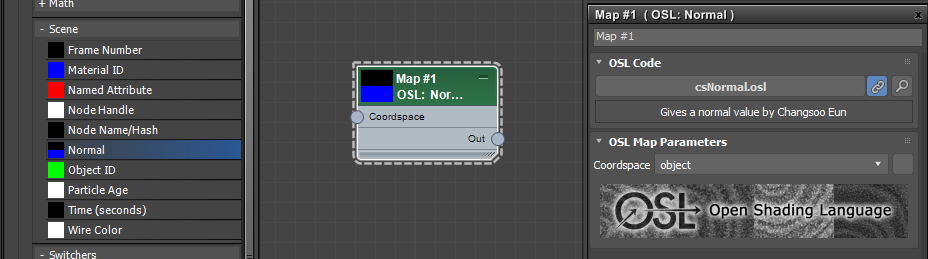 + Math
- Scene
Frame Number
Material ID
Named Attribute
Node Handle
Node Name/Hash
Normal
Object ID
Particle Age
Time (seconds)
Wire Color
- Switchers
Map #1
OSL: Nor...
Coordspace
Out
Map #1 ( OSL: Normal )
x
Map #1
OSL Code
csNormal.osl
Gives a normal value by Changsoo Eun
OSL Map Parameters
Coordspace object
OSL Open Shading Language